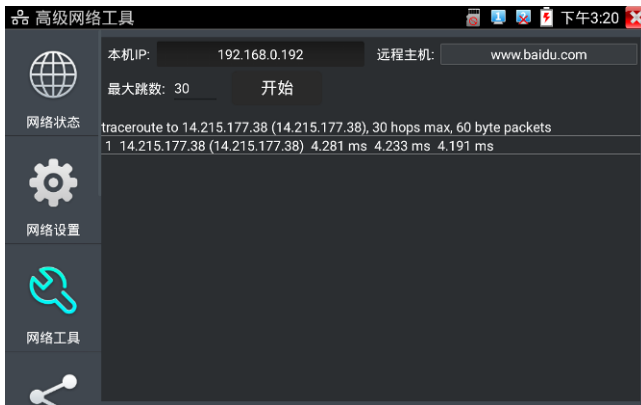 高级网络工具 下午3:20
本机IP: 192.168.0.192 远程主机: www.baidu.com
最大跳数: 30 开始
网络状态
traceroute to 14.215.177.38 (14.215.177.38), 30 hops max, 60 byte packets
1 14.215.177.38 (14.215.177.38) 4.281 ms 4.233 ms 4.191 ms
网络设置
网络工具